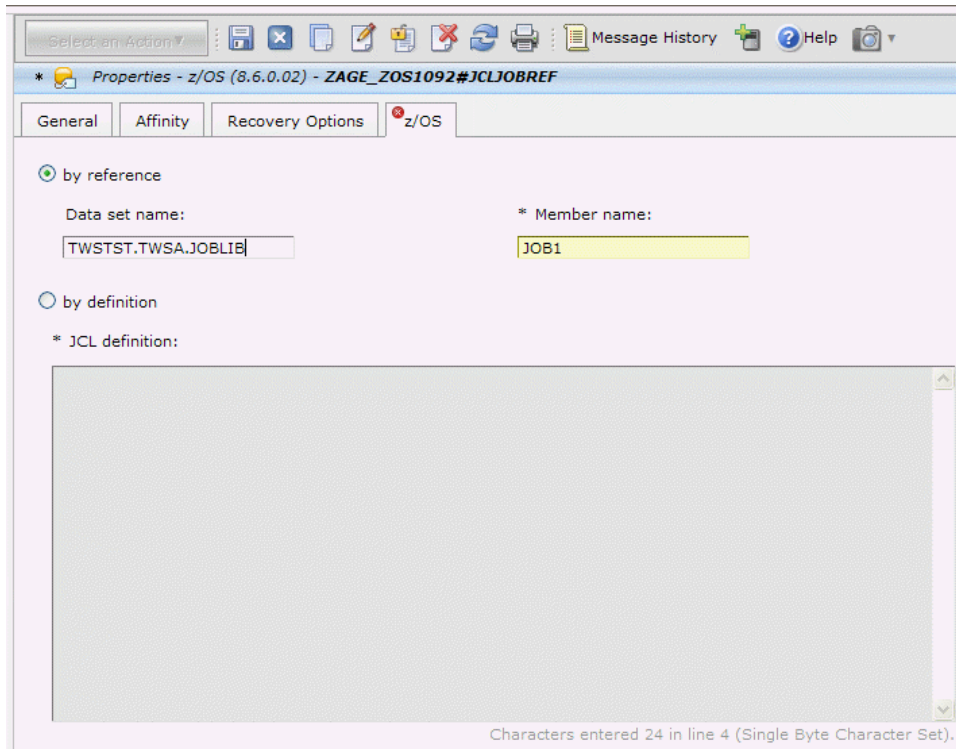 Select an Action▼ Message History Help
* Properties - z/OS (8.6.0.02) - ZAGE_ZOS1092#JCLJOBREF
General Affinity Recovery Options z/OS
by reference
Data set name: * Member name:
TWSTST.TWSA.JOBLIB JOB1
by definition
* JCL definition:
Characters entered 24 in line 4 (Single Byte Character Set).